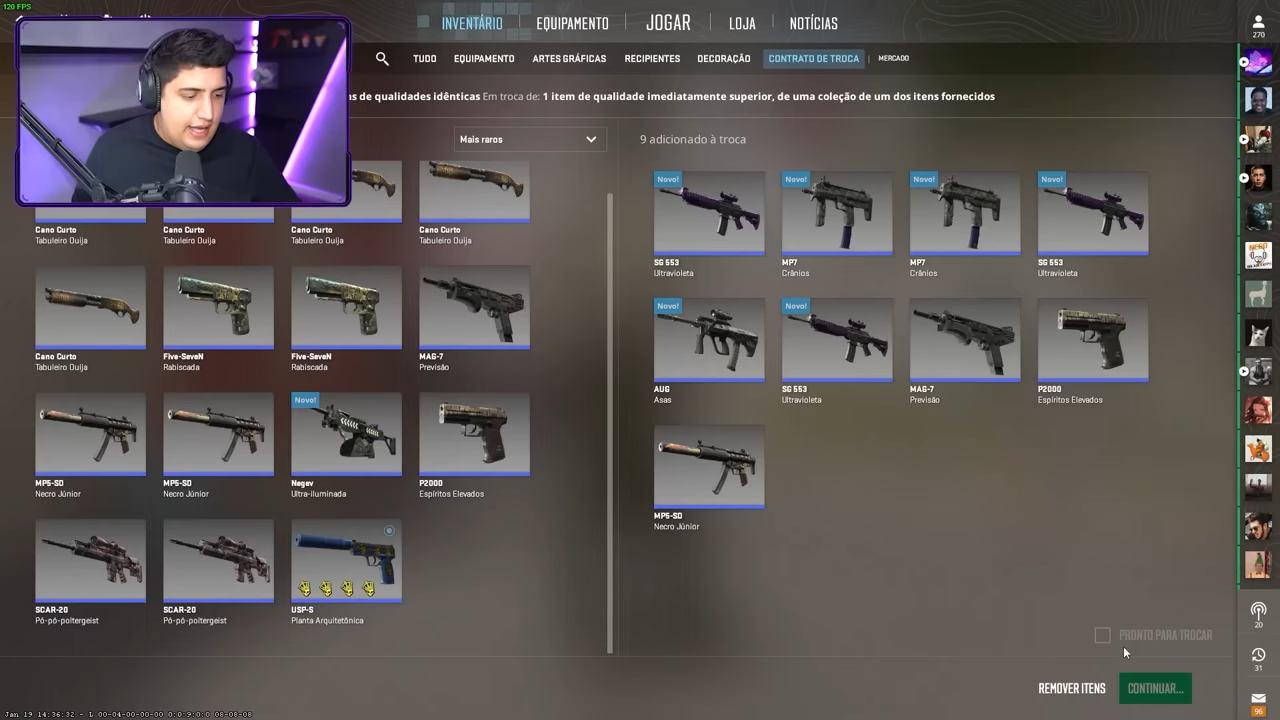 120 FPS
INVENTÁRIO
EQUIPAMENTO
JOGAR
LOJA
NOTÍCIAS
270
TUDO
EQUIPAMENTO
ARTES GRÁFICAS
RECIPIENTES
DECORAÇÃO
CONTRATO DE TROCA
MERCADO
s de qualidades idênticas Em troca de: 1 item de qualidade imediatamente superior, de uma coleção de um dos itens fornecidos
Mais raros
9 adicionado à troca
Cano Curto
Tabuleiro Ouija
Cano Curto
Tabuleiro Ouija
Cano Curto
Tabuleiro Ouija
Cano Curto
Tabuleiro Ouija
Cano Curto
Tabuleiro Ouija
Five-SeveN
Rabiscada
Five-SeveN
Rabiscada
MAG-7
Previsão
MP5-SD
Necro Júnior
MP5-SD
Necro Júnior
Novo!
Negev
Ultra-iluminada
P2000
Espíritos Elevados
SCAR-20
Pó-pó-poltergeist
SCAR-20
Pó-pó-poltergeist
USP-S
Planta Arquitetônica
Novo!
SG 553
Ultravioleta
Novo!
MP7
Crânios
Novo!
MP7
Crânios
Novo!
SG 553
Ultravioleta
Novo!
AUG
Asas
Novo!
SG 553
Ultravioleta
MAG-7
Previsão
P2000
Espíritos Elevados
MP5-SD
Necro Júnior
PRONTO PARA TROCAR
REMOVER ITENS
CONTINUAR...
20
31
96